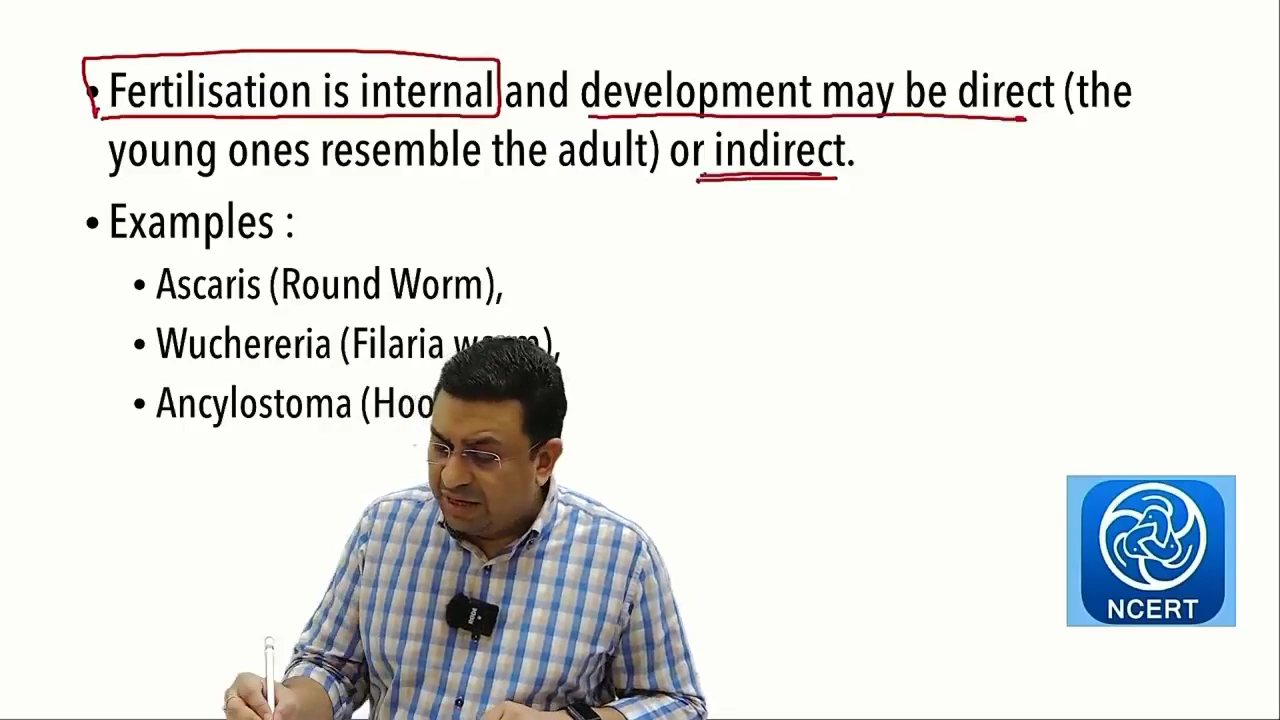 • Fertilisation is internal and development may be direct (the
young ones resemble the adult) or indirect.
• Examples :
• Ascaris (Round Worm),
• Wuchereria (Filaria worm),
• Ancylostoma (Hoo
NCERT